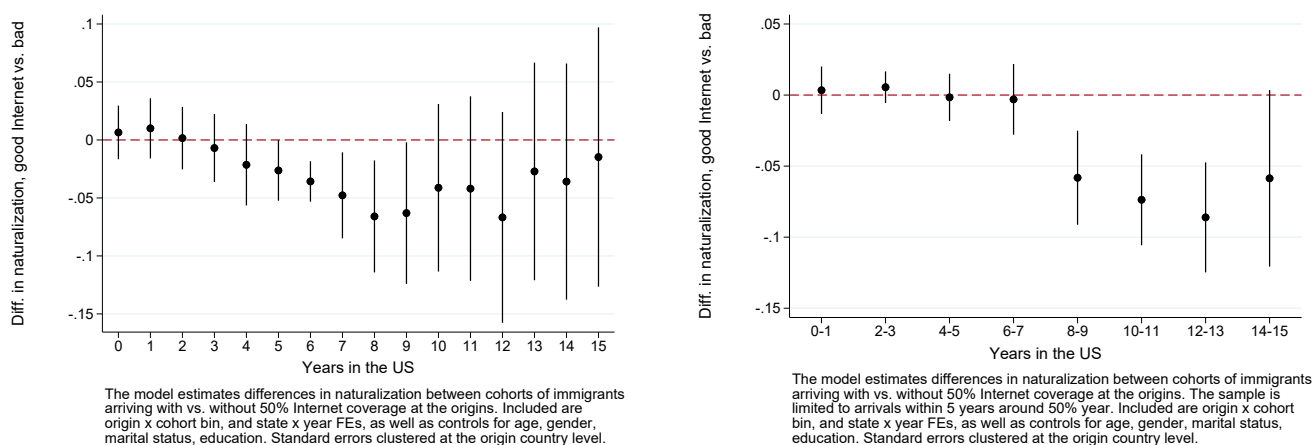 Diff. in naturalization, good Internet vs. bad
.1
.05
0
-.05
-.1
-.15
0 1 2 3 4 5 6 7 8 9 10 11 12 13 14 15
Years in the US
The model estimates differences in naturalization between cohorts of immigrants
arriving with vs. without 50% Internet coverage at the origins. Included are
origin x cohort bin, and state x year FEs, as well as controls for age, gender,
marital status, education. Standard errors clustered at the origin country level.
Diff. in naturalization, good Internet vs. bad
.05
0
-.05
-.1
-.15
0-1 2-3 4-5 6-7 8-9 10-11 12-13 14-15
Years in the US
The model estimates differences in naturalization between cohorts of immigrants
arriving with vs. without 50% Internet coverage at the origins. The sample is
limited to arrivals within 5 years around 50% year. Included are origin x cohort
bin, and state x year FEs, as well as controls for age, gender, marital status,
education. Standard errors clustered at the origin country level.